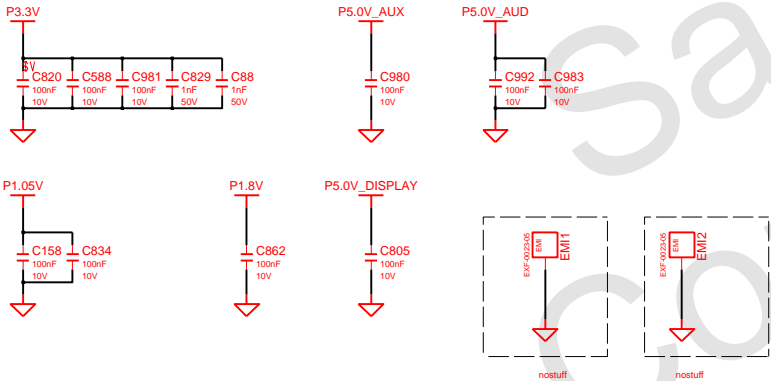 P3.3V
P5.0V_AUX
P5.0V_AUD
C820
100nF
10V
C588
100nF
10V
C981
100nF
10V
C829
1nF
50V
C88
1nF
50V
C980
100nF
10V
C992
100nF
10V
C983
100nF
10V
P1.05V
P1.8V
P5.0V_DISPLAY
C158
100nF
10V
C834
100nF
10V
C862
100nF
10V
C805
100nF
10V
EXF-0023-05
EMI
EMI1
EXF-0023-05
EMI
EMI2
nostuff
nostuff
Sa
Co